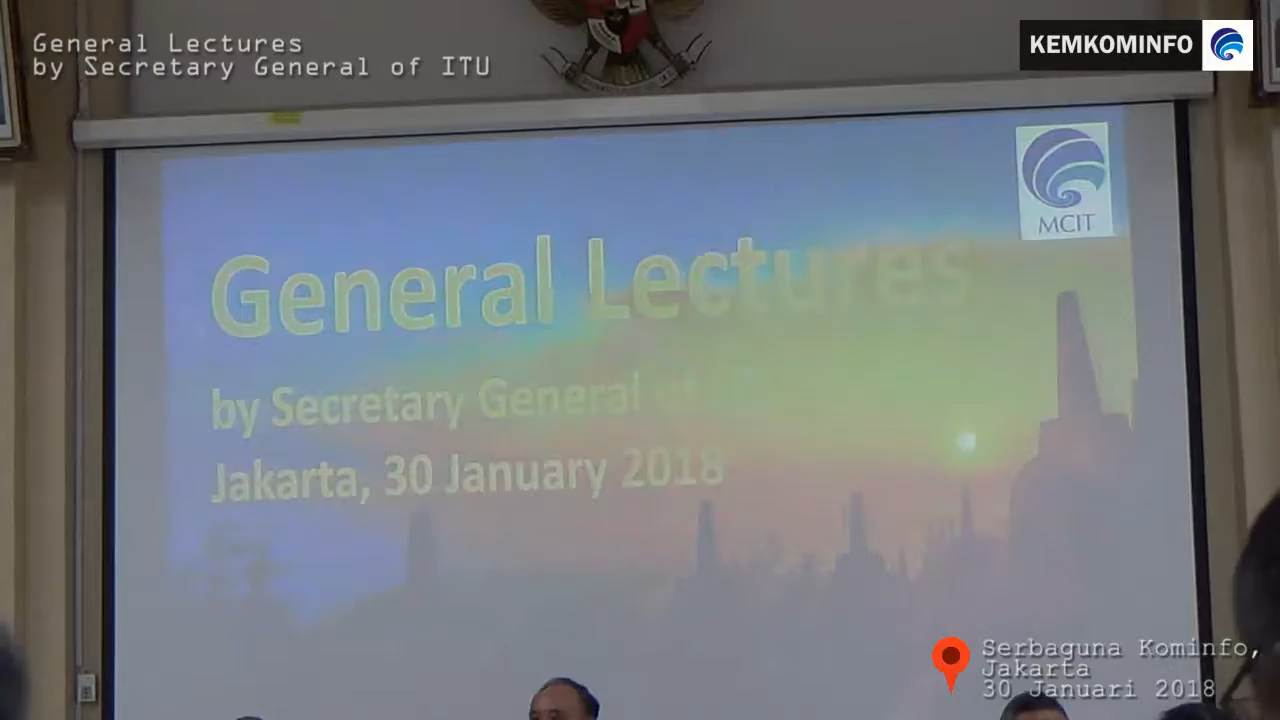 General Lectures
by Secretary General of ITU
KEMKOMINFO
MCIT
General Lectures
by Secretary General of
Jakarta, 30 January 2018
Serbaguna Kominfo,
Jakarta
30 Januari 2018